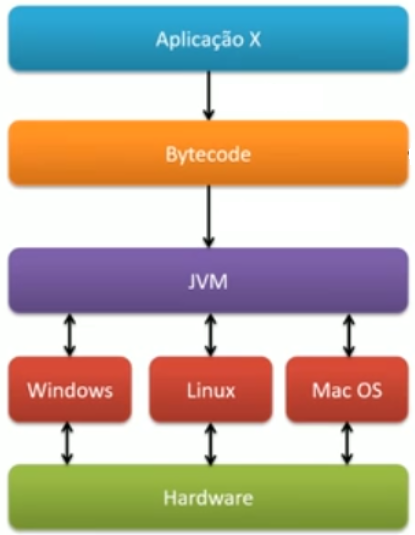 Aplicação X
Bytecode
JVM
Windows
Linux
Mac OS
Hardware